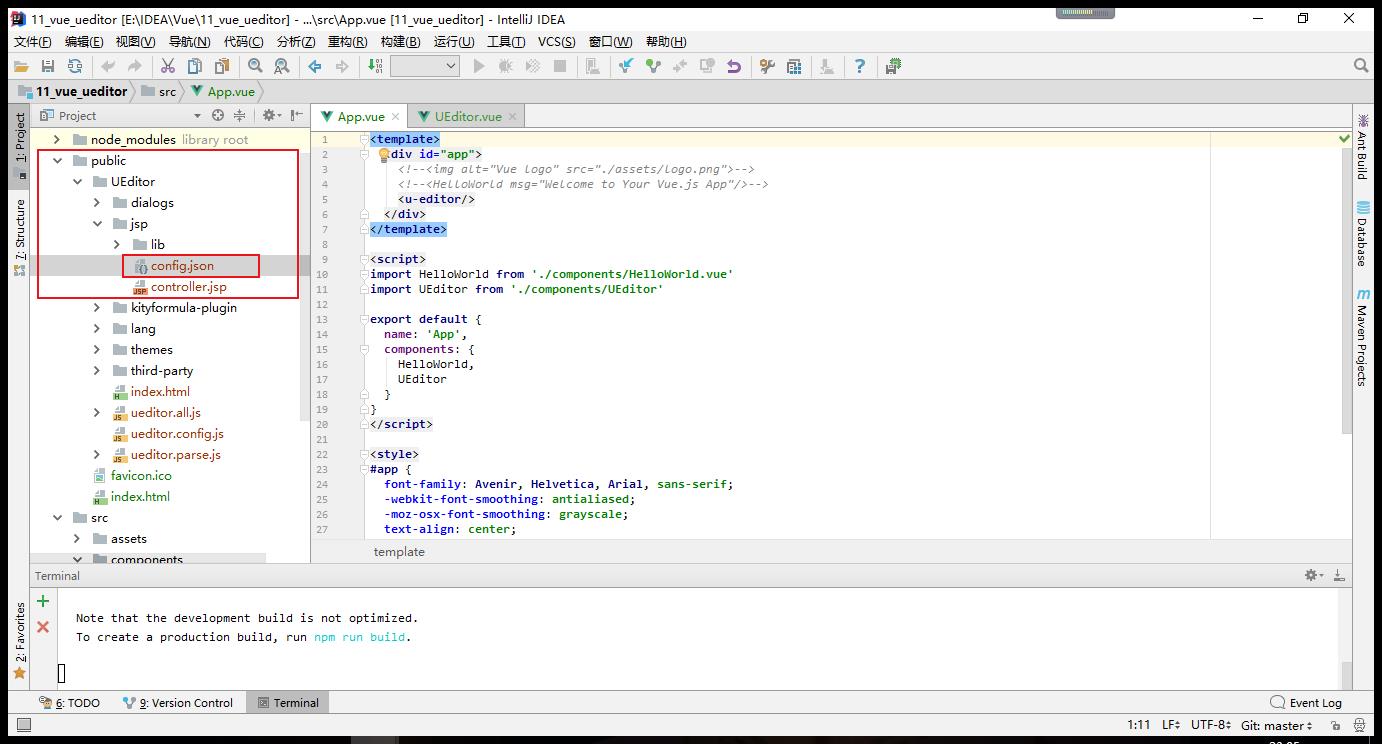 11_vue_ueditor [E:\IDEA\Vue\11_vue_ueditor] - ...\src\App.vue [11_vue_ueditor] - IntelliJ IDEA
文件(F) 编辑(E) 视图(V) 导航(N) 代码(C) 分析(Z) 重构(R) 构建(B) 运行(U) 工具(T) VCS(S) 窗口(W) 帮助(H)
11_vue_ueditor src App.vue
1: Project
7: Structure
2: Favorites
Project
node_modules library root
public
UEditor
dialogs
jsp
lib
config.json
controller.jsp
kityformula-plugin
lang
themes
third-party
index.html
ueditor.all.js
ueditor.config.js
ueditor.parse.js
favicon.ico
index.html
src
assets
components
App.vue UEditor.vue
1 <template>
2 <div id="app">
3 <!--<img alt="Vue logo" src="./assets/logo.png">-->
4 <!--<HelloWorld msg="Welcome to Your Vue.js App"/>-->
5 <u-editor/>
6 </div>
7 </template>
8
9 <script>
10 import HelloWorld from './components/HelloWorld.vue'
11 import UEditor from './components/UEditor'
12
13 export default {
14 name: 'App',
15 components: {
16 HelloWorld,
17 UEditor
18 }
19 }
20 </script>
21
22 <style>
23 #app {
24 font-family: Avenir, Helvetica, Arial, sans-serif;
25 -webkit-font-smoothing: antialiased;
26 -moz-osx-font-smoothing: grayscale;
27 text-align: center;
template
Ant Build
Database
Maven Projects
Terminal
Note that the development build is not optimized.
To create a production build, run npm run build.
6: TODO 9: Version Control Terminal Event Log
1:11 LF UTF-8 Git: master